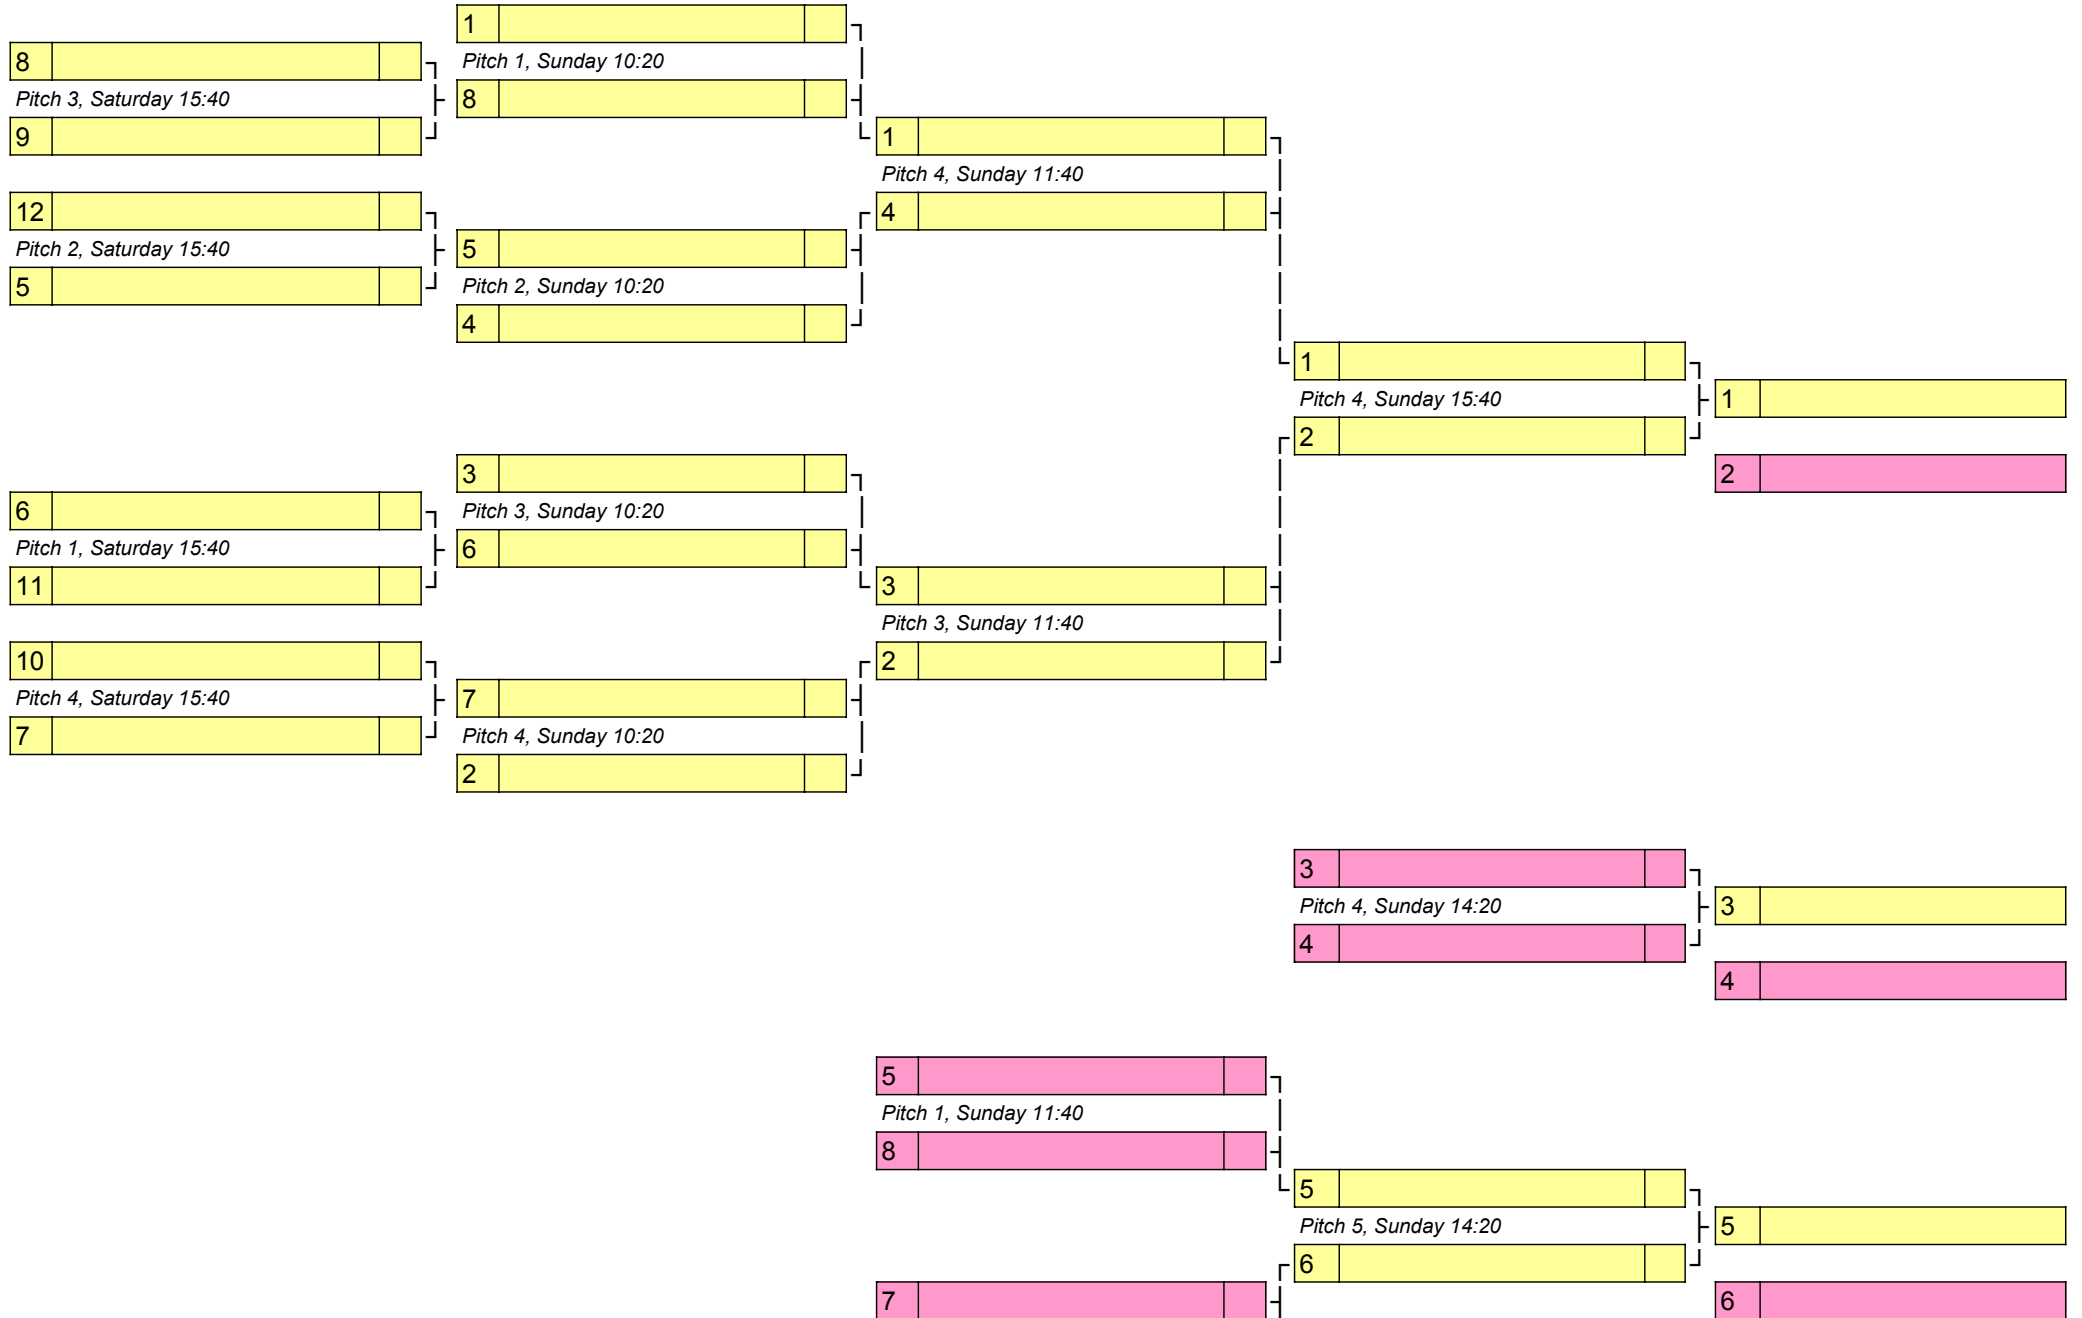 1
8
Pitch 1, Sunday 10:20
Pitch 3, Saturday 15:40
8
9
1
Pitch 4, Sunday 11:40
12
4
Pitch 2, Saturday 15:40
5
5
Pitch 2, Sunday 10:20
4
1
Pitch 4, Sunday 15:40
1
2
3
2
6
Pitch 3, Sunday 10:20
Pitch 1, Saturday 15:40
6
11
3
Pitch 3, Sunday 11:40
10
2
Pitch 4, Saturday 15:40
7
7
Pitch 4, Sunday 10:20
2
3
Pitch 4, Sunday 14:20
3
4
4
5
Pitch 1, Sunday 11:40
8
5
Pitch 5, Sunday 14:20
5
6
7
6